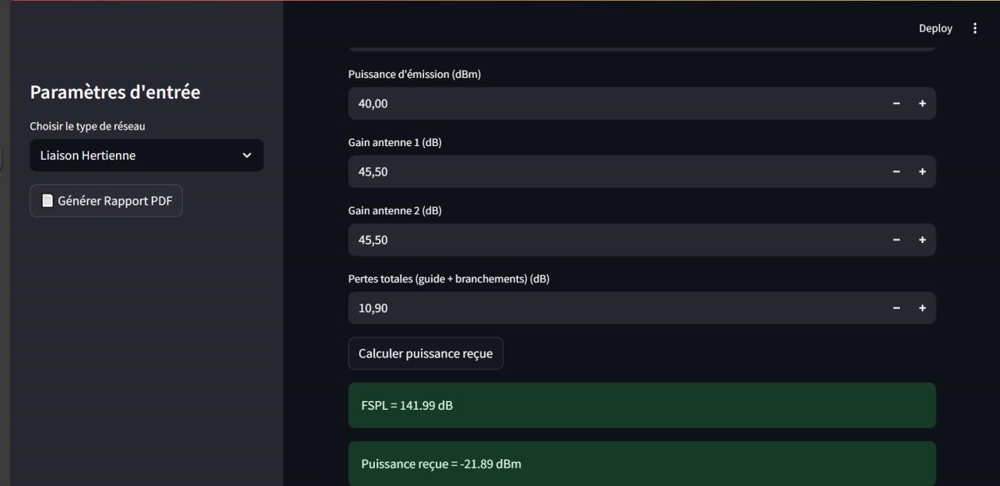 Deploy
Paramètres d'entrée
Choisir le type de réseau
Liaison Hertienne
Générer Rapport PDF
Puissance d'émission (dBm)
40,00
Gain antenne 1 (dB)
45,50
Gain antenne 2 (dB)
45,50
Pertes totales (guide + branchements) (dB)
10,90
Calculer puissance reçue
FSPL = 141.99 dB
Puissance reçue = -21.89 dBm